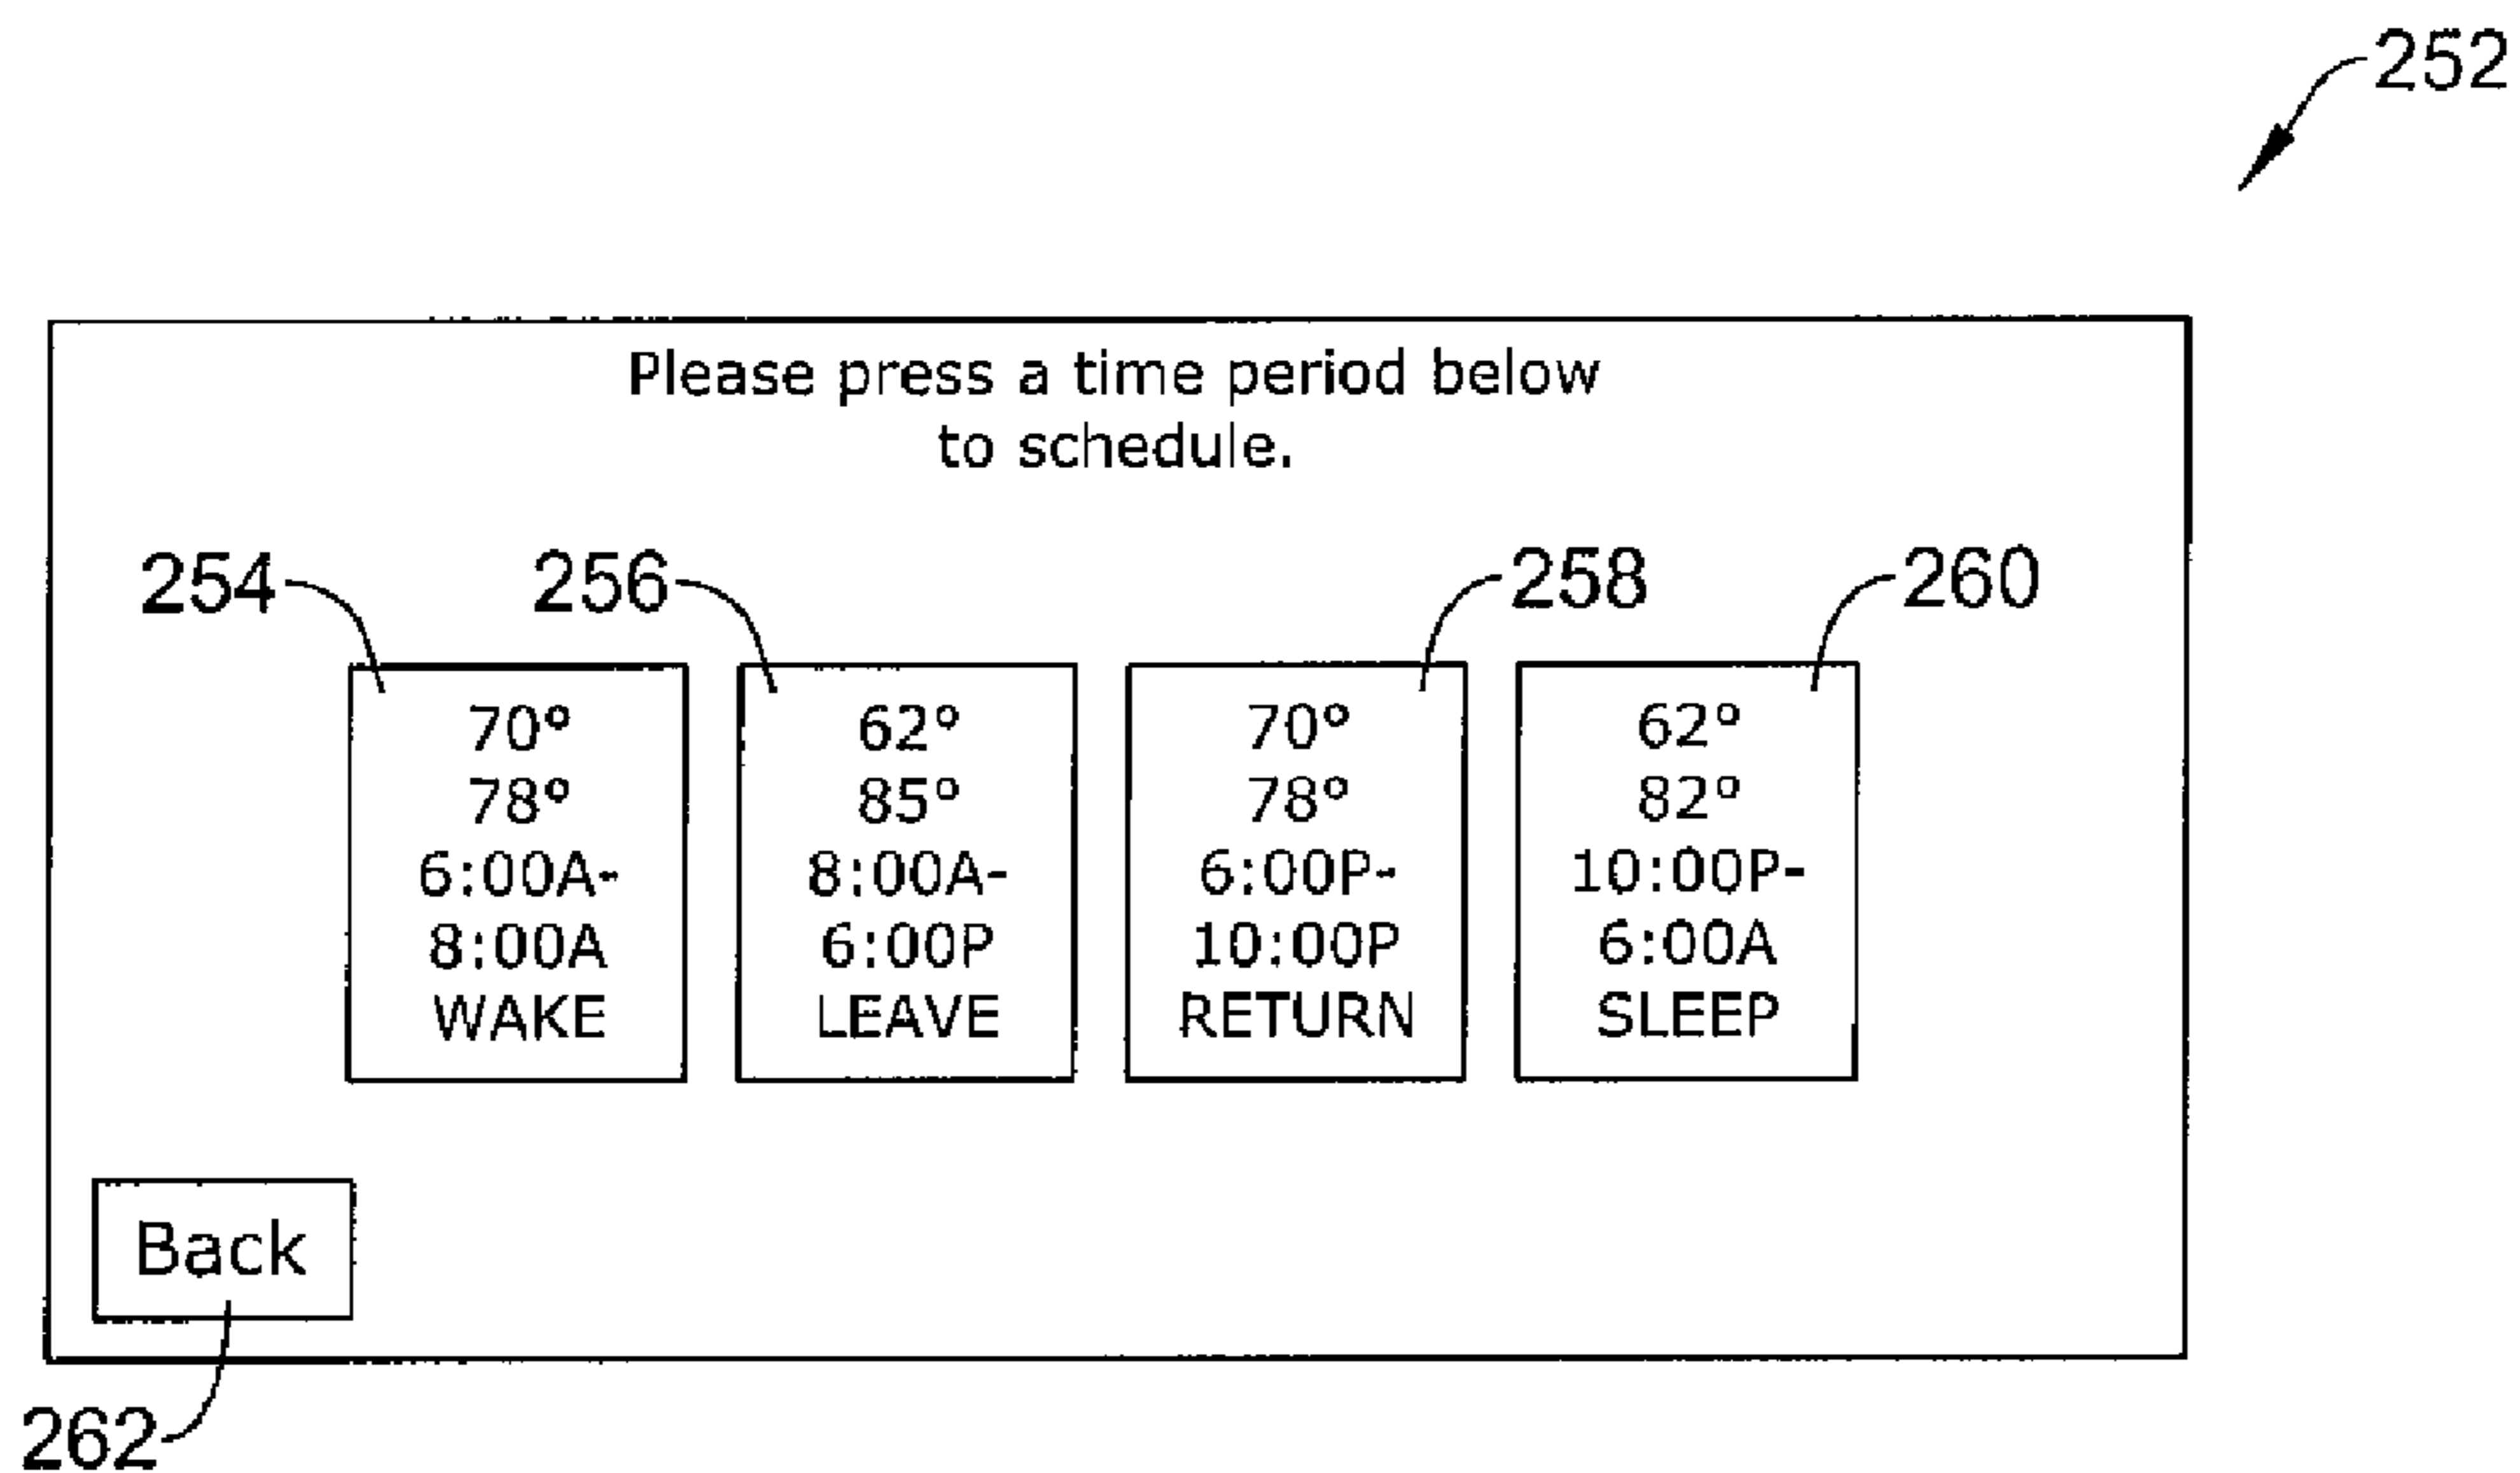 252
Please press a time period below
to schedule.
254
256
258
260
70°
78°
6:00A-
8:00A
WAKE
62°
85°
8:00A-
6:00P
LEAVE
70°
78°
6:00P-
10:00P
RETURN
62°
82°
10:00P-
6:00A
SLEEP
Back
262